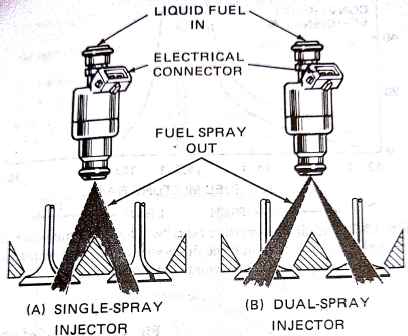 LIQUID FUEL
IN
ELECTRICAL
CONNECTOR
FUEL SPRAY
OUT
(A) SINGLE-SPRAY
INJECTOR
(B) DUAL-SPRAY
INJECTOR